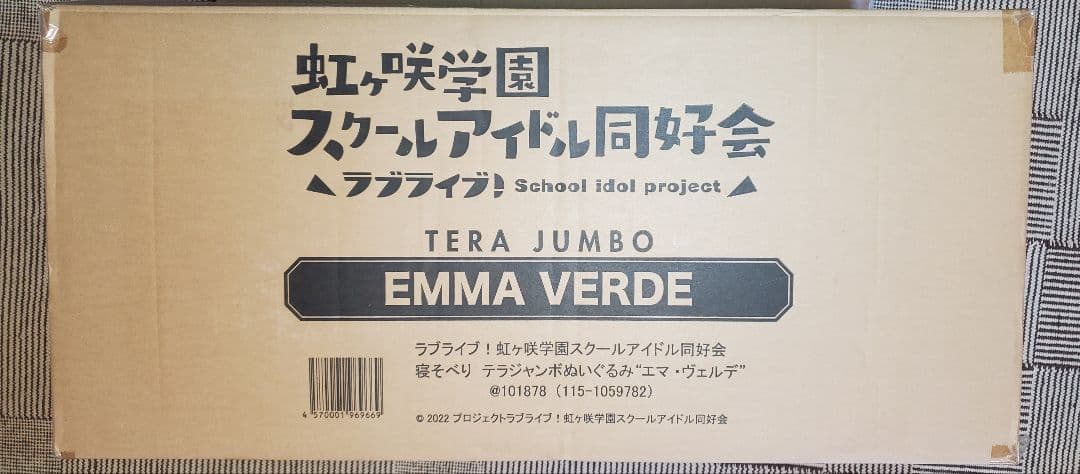 虹ヶ咲学園
スクールアイドル同好会
ラブライブ! School idol project
TERA JUMBO
EMMA VERDE
ラブライブ！虹ヶ咲学園スクールアイドル同好会
寝そべり テラジャンボぬいぐるみ“エマ・ヴェルデ”
@101878（115-1059782）
4 570001 969669
© 2022 プロジェクトラブライブ！虹ヶ咲学園スクールアイドル同好会